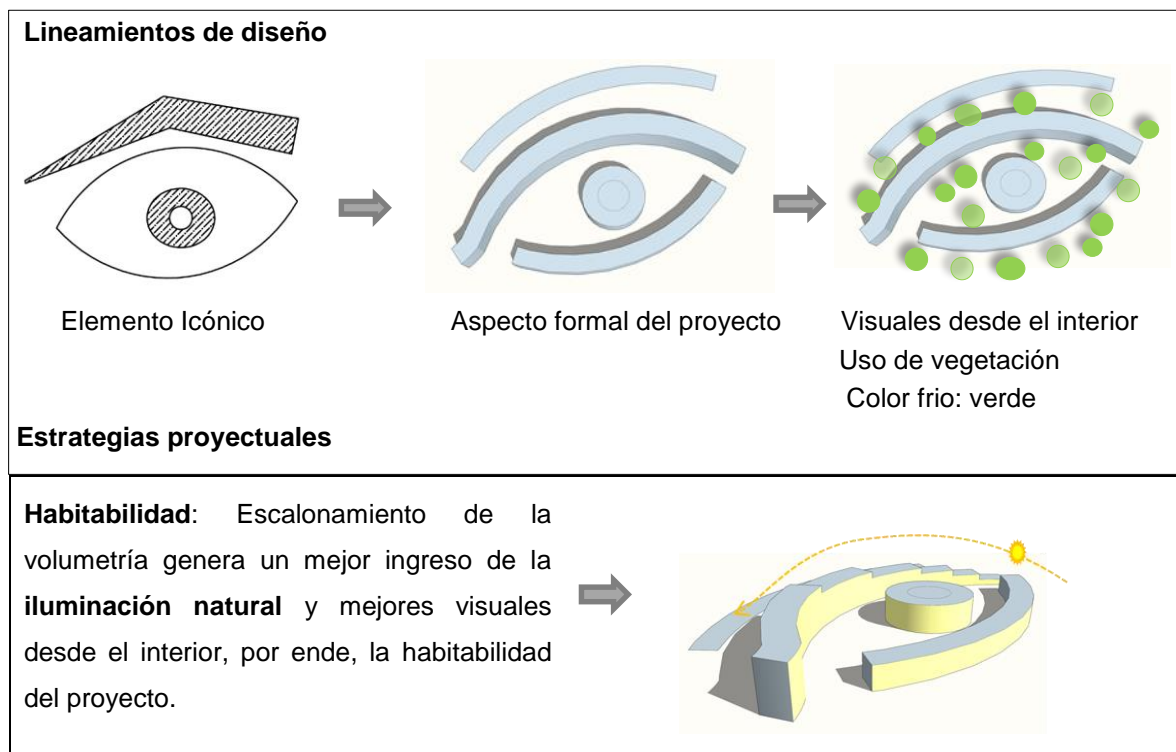 Lineamientos de diseño
Elemento Icónico
Aspecto formal del proyecto
Visuales desde el interior
Uso de vegetación
Color frio: verde
Estrategias proyectuales
Habitabilidad: Escalonamiento de la
volumetría genera un mejor ingreso de la
iluminación natural y mejores visuales
desde el interior, por ende, la habitabilidad
del proyecto.